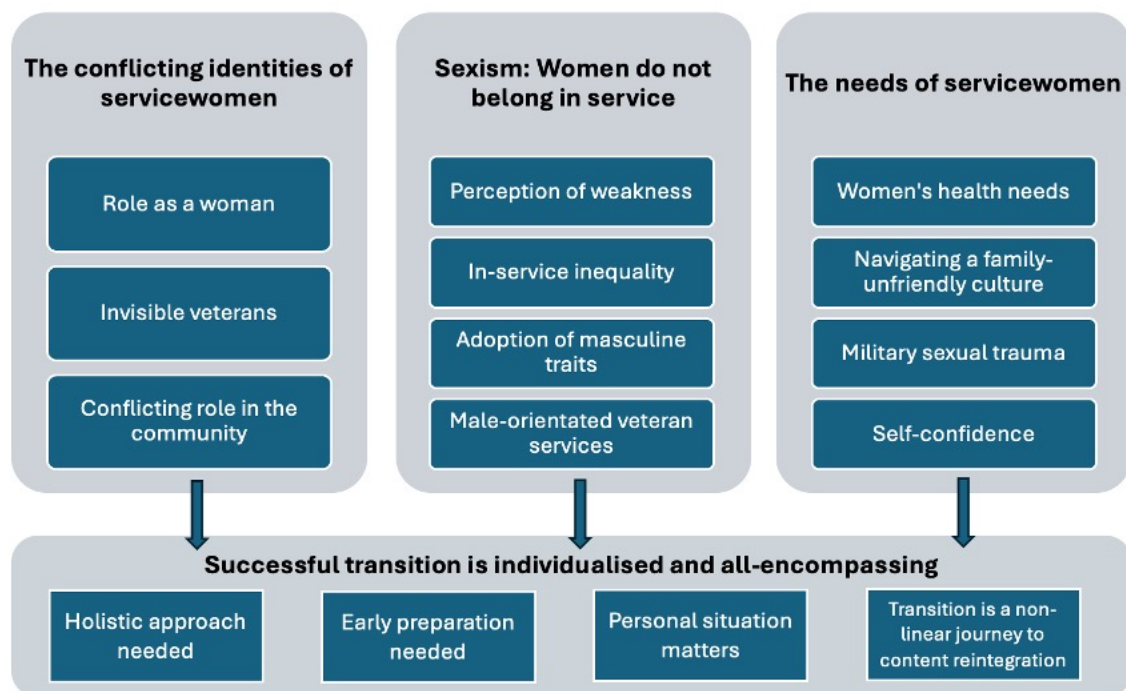 The conflicting identities of
servicewomen
Role as a woman
Invisible veterans
Conflicting role in the
community
Sexism: Women do not
belong in service
Perception of weakness
In-service inequality
Adoption of masculine
traits
Male-orientated veteran
services
The needs of servicewomen
Women's health needs
Navigating a family-
unfriendly culture
Military sexual trauma
Self-confidence
Successful transition is individualised and all-encompassing
Holistic approach
needed
Early preparation
needed
Personal situation
matters
Transition is a non-
linear journey to
content reintegration